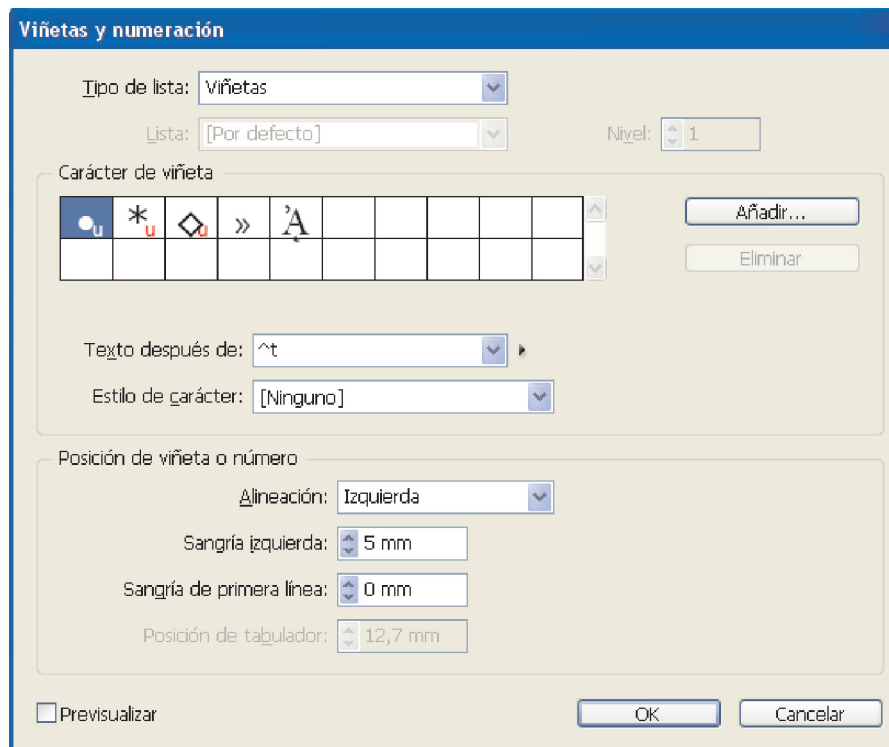 Viñetas y numeración
Tipo de lista: Viñetas
Lista: [Por defecto] Nivel: 1
Carácter de viñeta
●u *u ◇u » Ą̉
Añadir...
Eliminar
Texto después de: ^t
Estilo de carácter: [Ninguno]
Posición de viñeta o número
Alineación: Izquierda
Sangría izquierda: 5 mm
Sangría de primera línea: 0 mm
Posición de tabulador: 12,7 mm
Previsualizar OK Cancelar